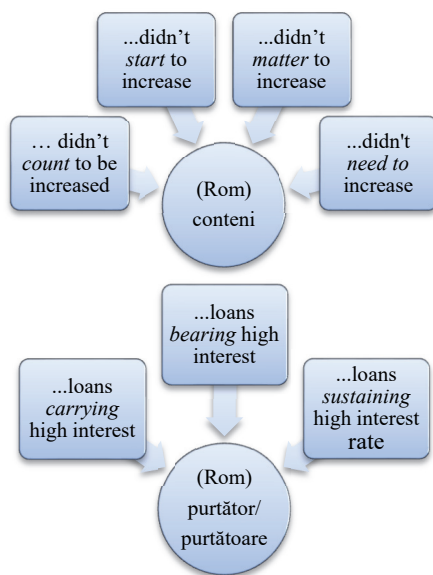 ...didn’t
start to
increase
...didn’t
matter to
increase
... didn’t
count to be
increased
...didn't
need to
increase
(Rom)
conteni
...loans
bearing high
interest
...loans
carrying
high interest
...loans
sustaining
high interest
rate
(Rom)
purtător/
purtătoare